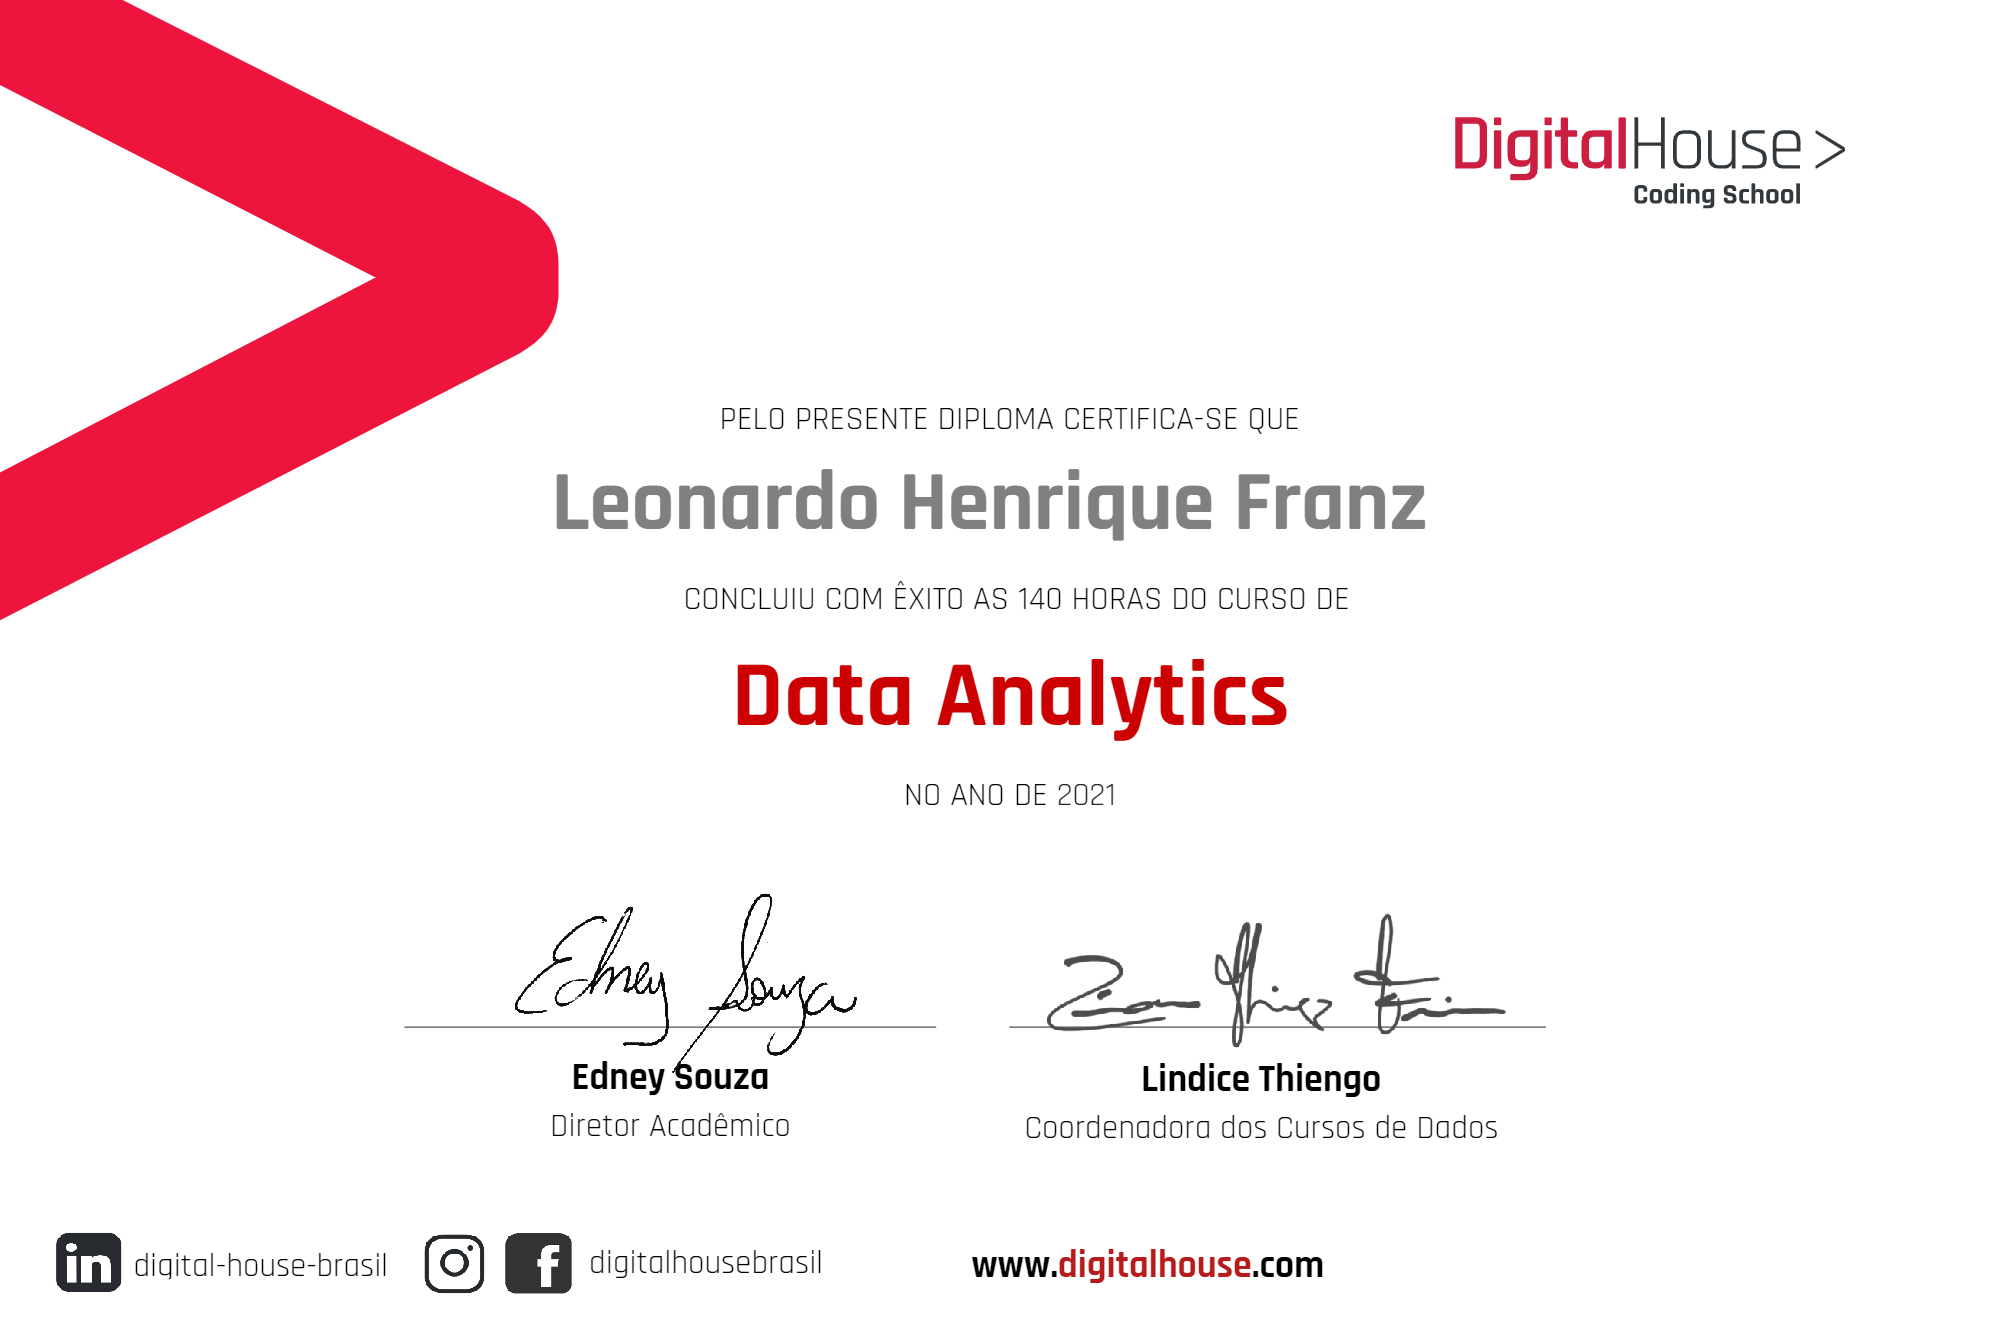 DigitalHouse >
Coding School
PELO PRESENTE DIPLOMA CERTIFICA-SE QUE
Leonardo Henrique Franz
CONCLUIU COM ÊXITO AS 140 HORAS DO CURSO DE
Data Analytics
NO ANO DE 2021
Edney Souza
Edney Souza
Lindice Thiengo
Diretor Acadêmico
Coordenadora dos Cursos de Dados
in digital-house-brasil
f digitalhousebrasil
www.digitalhouse.com